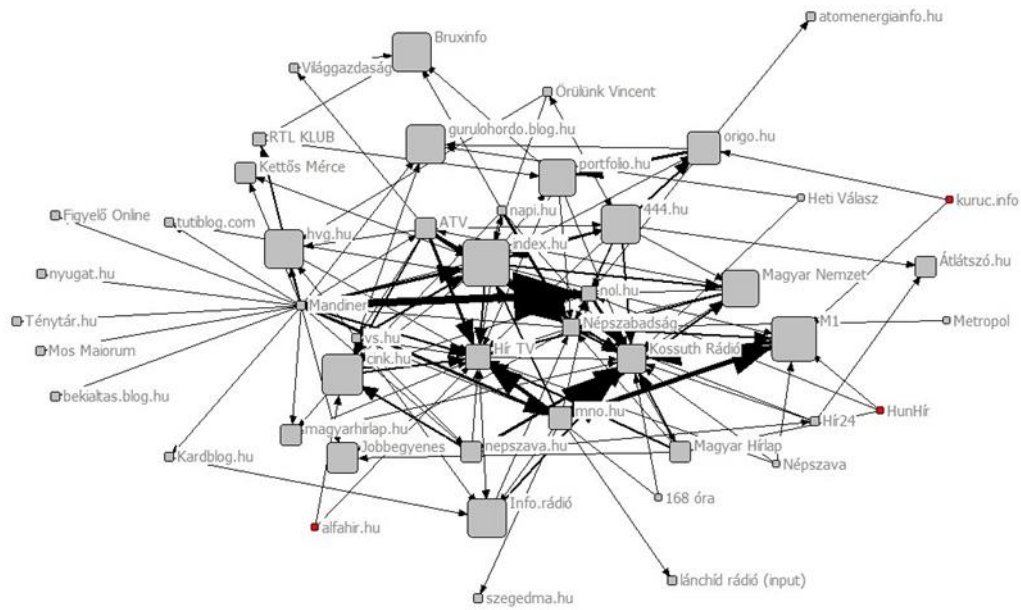 atomenergiainfo.hu
Bruxinfo
Világgazdaság
Örülünk Vincent
RTL KLUB
gurulohordo.blog.hu
origo.hu
Kettős Mérce
portfolio.hu
Heti Válasz
kuruc.info
Figyelő Online
tutiblog.com
ATV
napi.hu
444.hu
hvg.hu
index.hu
Átlátszó.hu
nyugat.hu
Magyar Nemzet
Mandiner
nol.hu
Ténytár.hu
Népszabadság
M1
Metropol
vs.hu
Mos Maiorum
cink.hu
Hír TV
Kossuth Rádió
bekialtas.blog.hu
mno.hu
HunHír
Hír24
magyarhirlap.hu
Jobbegyenes
nepszava.hu
Magyar Hírlap
Kardblog.hu
Népszava
168 óra
Info.rádió
alfahir.hu
lánchíd rádió (input)
szegedma.hu